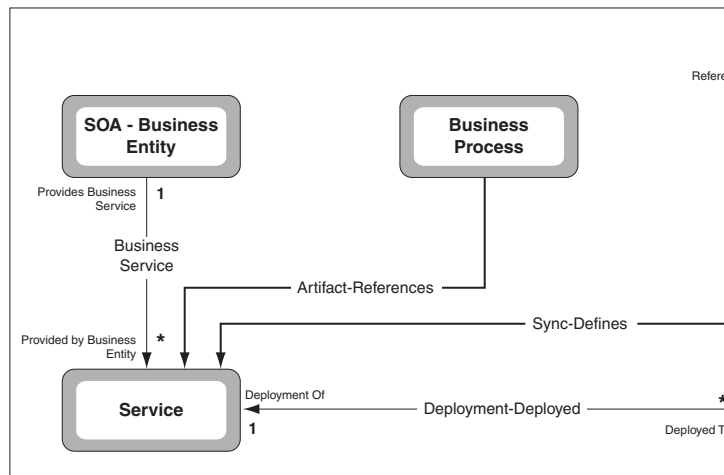 Refere
SOA - Business
Entity
Business
Process
Provides Business
Service
1
Business
Service
Artifact-References
Sync-Defines
Provided by Business
Entity
*
Service
Deployment Of
1
Deployment-Deployed
*
Deployed T